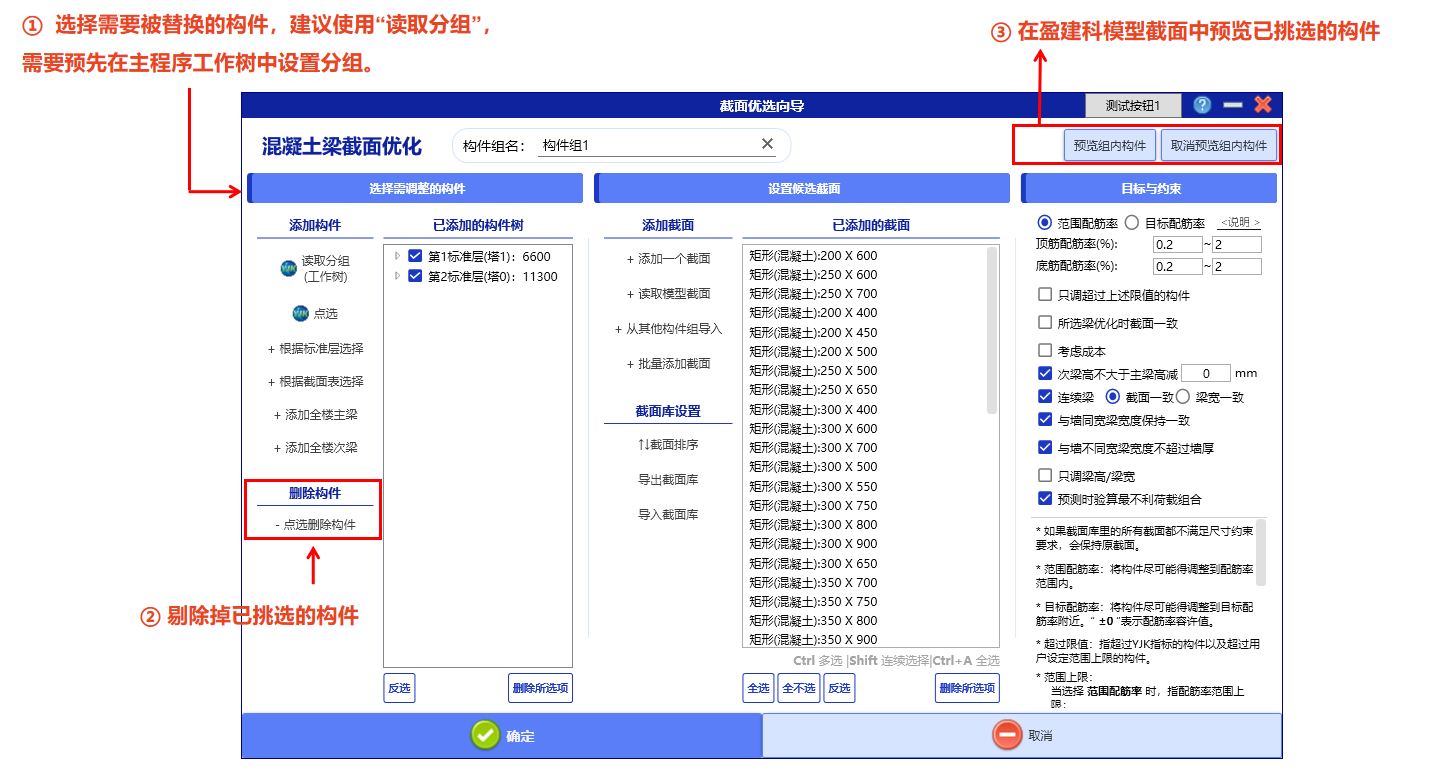 ① 选择需要被替换的构件，建议使用“读取分组”，
需要预先在主程序工作树中设置分组。
③ 在盈建科模型截面中预览已挑选的构件
截面优选向导
测试按钮1
混凝土梁截面优化
构件组名：
构件组1
预览组内构件
取消预览组内构件
选择需调整的构件
设置候选截面
目标与约束
添加构件
读取分组
(工作树)
点选
+ 根据标准层选择
+ 根据截面表选择
+ 添加全楼主梁
+ 添加全楼次梁
删除构件
- 点选删除构件
② 剔除掉已挑选的构件
已添加的构件树
第1标准层(塔1)：6600
第2标准层(塔0)：11300
反选
删除所选项
添加截面
+ 添加一个截面
+ 读取模型截面
+ 从其他构件组导入
+ 批量添加截面
截面库设置
↑↓截面排序
导出截面库
导入截面库
已添加的截面
矩形(混凝土):200 X 600
矩形(混凝土):250 X 600
矩形(混凝土):250 X 700
矩形(混凝土):200 X 400
矩形(混凝土):200 X 450
矩形(混凝土):200 X 500
矩形(混凝土):250 X 500
矩形(混凝土):250 X 650
矩形(混凝土):300 X 400
矩形(混凝土):300 X 600
矩形(混凝土):300 X 700
矩形(混凝土):300 X 500
矩形(混凝土):300 X 550
矩形(混凝土):300 X 750
矩形(混凝土):300 X 800
矩形(混凝土):300 X 900
矩形(混凝土):300 X 650
矩形(混凝土):350 X 700
矩形(混凝土):350 X 750
矩形(混凝土):350 X 800
矩形(混凝土):350 X 900
Ctrl 多选 |Shift 连续选择|Ctrl+A 全选
全选
全不选
反选
删除所选项
范围配筋率 目标配筋率 <说明 >
顶筋配筋率(%): 0.2 ~ 2
底筋配筋率(%): 0.2 ~ 2
只调超过上述限值的构件
所选梁优化时截面一致
考虑成本
次梁高不大于主梁高减 0 mm
连续梁 截面一致 梁宽一致
与墙同宽梁宽度保持一致
与墙不同宽梁宽度不超过墙厚
只调梁高/梁宽
预测时验算最不利荷载组合
* 如果截面库里的所有截面都不满足尺寸约束
要求，会保持原截面。
* 范围配筋率：将构件尽可能得调整到配筋率
范围内。
* 目标配筋率：将构件尽可能得调整到目标配
筋率附近。“ ±0 ”表示配筋率容许值。
* 超过限值：指超过YJK指标的构件以及超过用
户设定范围上限的构件。
* 范围上限：
当选择 范围配筋率 时，指配筋率范围上
限；
确定
取消